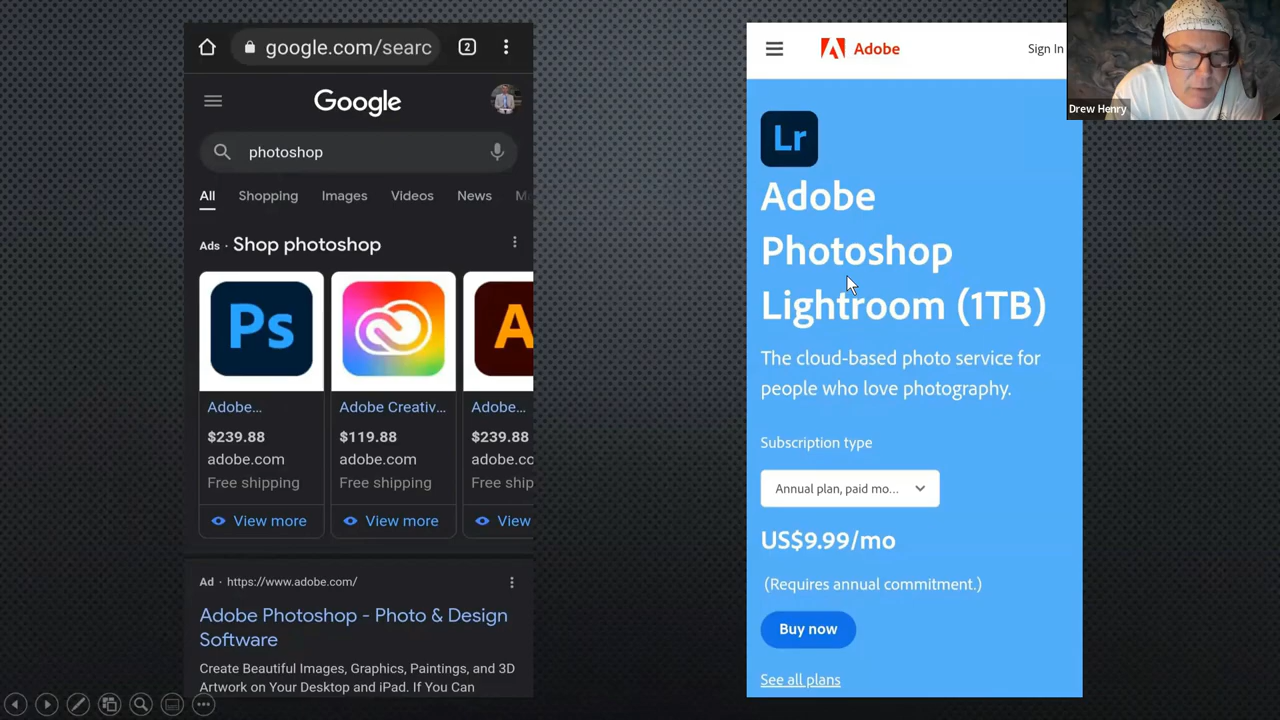 google.com/searc
2
Google
photoshop
All
Shopping
Images
Videos
News
Ads · Shop photoshop
Ps
Adobe...
$239.88
adobe.com
Free shipping
View more
Adobe Creativ...
$119.88
adobe.com
Free shipping
View more
A
Adobe...
$239.88
adobe.cc
Free ship
View
Ad · https://www.adobe.com/
Adobe Photoshop - Photo & Design
Software
Create Beautiful Images, Graphics, Paintings, and 3D
Artwork on Your Desktop and iPad. If You Can
Adobe
Sign In
Lr
Adobe
Photoshop
Lightroom (1TB)
The cloud-based photo service for
people who love photography.
Subscription type
Annual plan, paid mo...
US$9.99/mo
(Requires annual commitment.)
Buy now
See all plans
Drew Henry